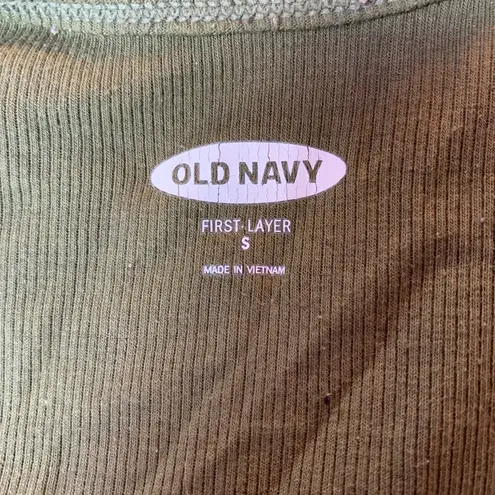 OLD NAVY
FIRST-LAYER
S
MADE IN VIETNAM